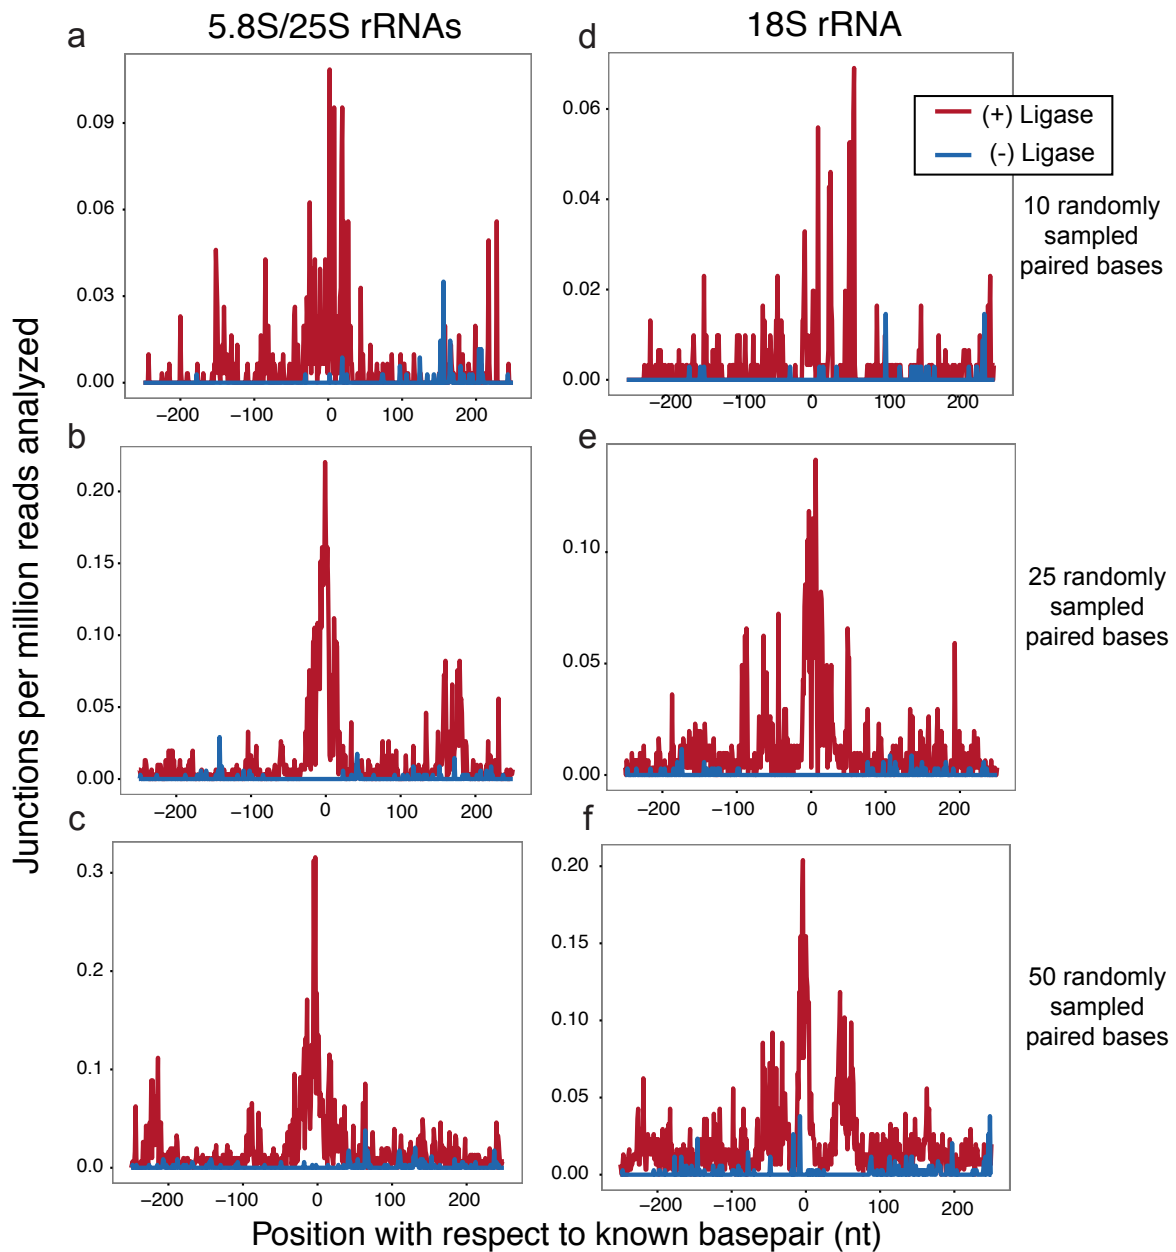 5.8S/25S rRNAs
18S rRNA
Junctions per million reads analyzed
a
0.09
0.06
0.03
0.00
−200
−100
0
100
200
d
0.06
0.04
0.02
0.00
−200
−100
0
100
200
(+) Ligase
(-) Ligase
10 randomly
sampled
paired bases
b
0.20
0.15
0.10
0.05
0.00
−200
−100
0
100
200
e
0.10
0.05
0.00
−200
−100
0
100
200
25 randomly
sampled
paired bases
c
0.3
0.2
0.1
0.0
−200
−100
0
100
200
f
0.20
0.15
0.10
0.05
0.00
−200
−100
0
100
200
50 randomly
sampled
paired bases
Position with respect to known basepair (nt)